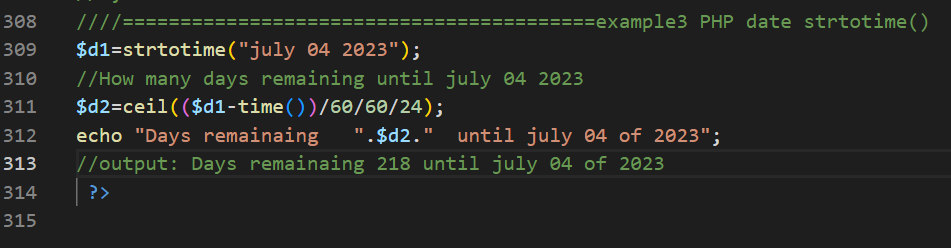 308 ////=========================================example3 PHP date strtotime()
309 $d1=strtotime("july 04 2023");
310 //How many days remaining until july 04 2023
311 $d2=ceil(($d1-time())/60/60/24);
312 echo "Days remainaing   ".$d2."  until july 04 of 2023";
313 //output: Days remainaing 218 until july 04 of 2023
314 ?>
315